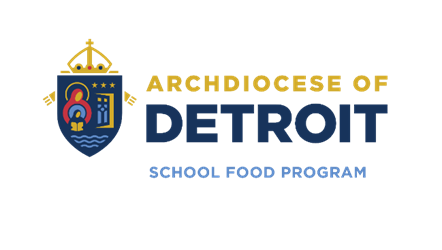 ARCHDIOCESE OF
DETROIT
SCHOOL FOOD PROGRAM